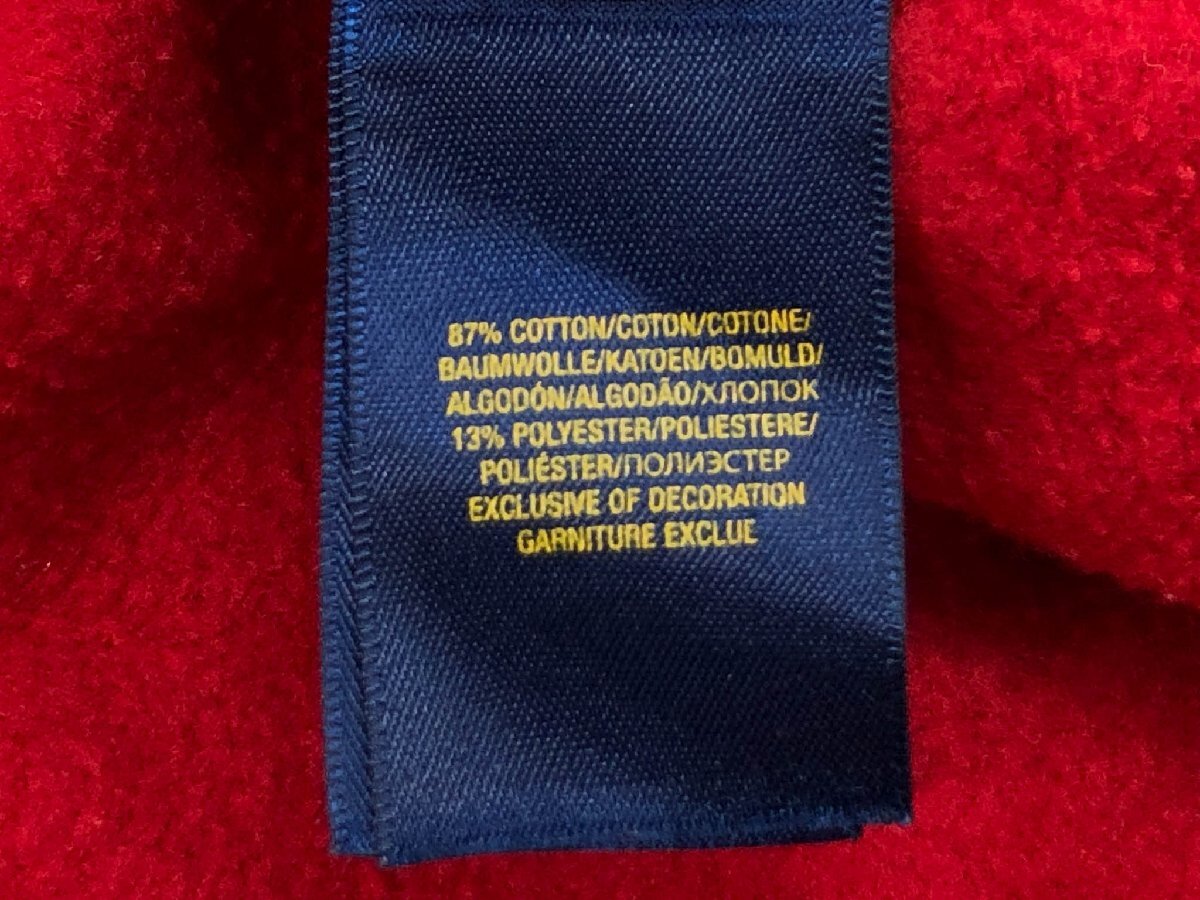 87% COTTON/COTON/COTONE/
BAUMWOLLE/KATOEN/BOMULD/
ALGODÓN/ALGODÃO/ХЛОПОК
13% POLYESTER/POLIESTERE/
POLIÉSTER/ПОЛИЭСТЕР
EXCLUSIVE OF DECORATION
GARNITURE EXCLUE